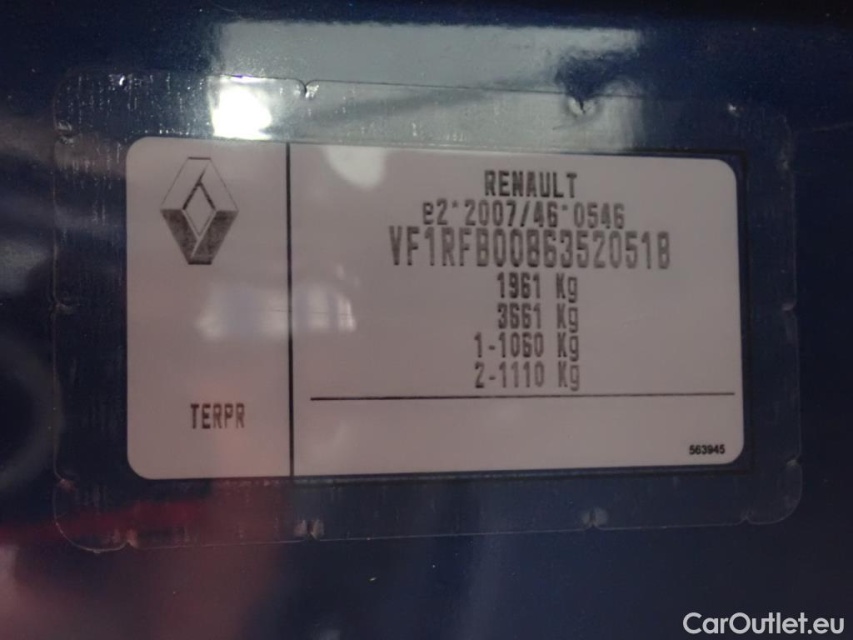 RENAULT
e2*2007/46*0546
VF1RFB00863520518
1961 Kg
3661 Kg
1-1060 Kg
2-1110 Kg
TERPR
563945
CarOutlet.eu